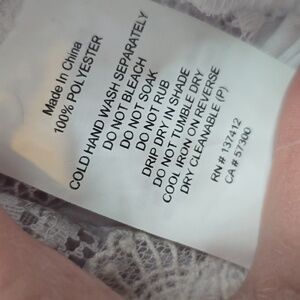 Made In China
100% POLYESTER
COLD HAND WASH SEPARATELY
DO NOT BLEACH
DO NOT SOAK
DO NOT RUB
DRIP DRY IN SHADE
DO NOT TUMBLE DRY
COOL IRON ON REVERSE
DRY CLEANABLE (P)
RN # 137412
CA # 57300